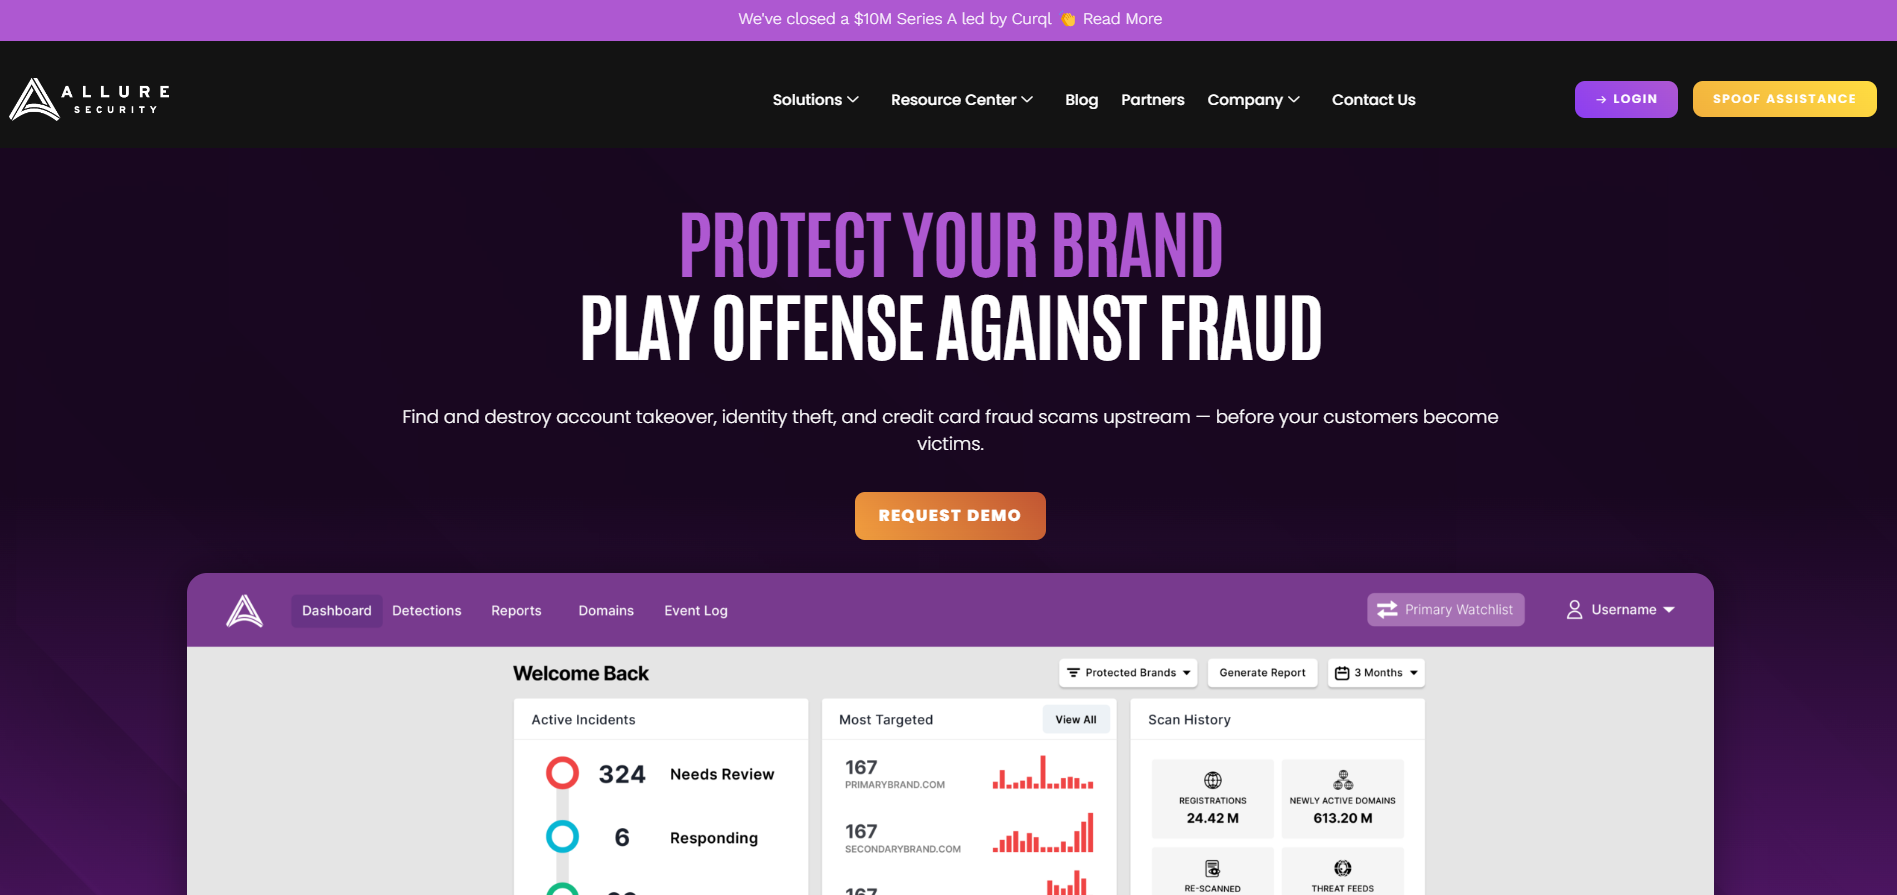 We've closed a $10M Series A led by Curql 👏 Read More
ALLURE
SECURITY
Solutions
Resource Center
Blog
Partners
Company
Contact Us
→ LOGIN
SPOOF ASSISTANCE
PROTECT YOUR BRAND
PLAY OFFENSE AGAINST FRAUD
Find and destroy account takeover, identity theft, and credit card fraud scams upstream — before your customers become
victims.
REQUEST DEMO
Dashboard
Detections
Reports
Domains
Event Log
Primary Watchlist
Username
Welcome Back
Protected Brands
Generate Report
3 Months
Active Incidents
324 Needs Review
6 Responding
Most Targeted
View All
167
PRIMARYBRAND.COM
167
SECONDARYBRAND.COM
167
Scan History
REGISTRATIONS
24.42 M
NEWLY ACTIVE DOMAINS
613.20 M
RE-SCANNED
THREAT FEEDS